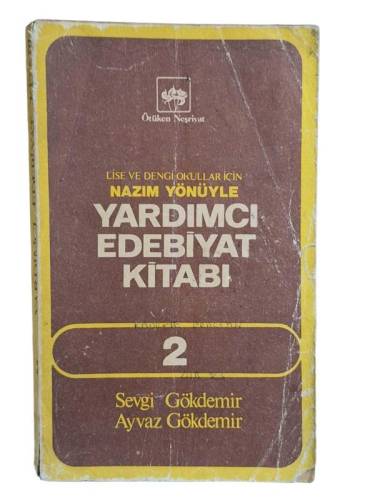 Ötüken Neşriyat
LİSE VE DENGİ OKULLAR İÇİN
NAZIM YÖNÜYLE
YARDIMCI
EDEBİYAT
KİTABI
2
Sevgi Gökdemir
Ayvaz Gökdemir